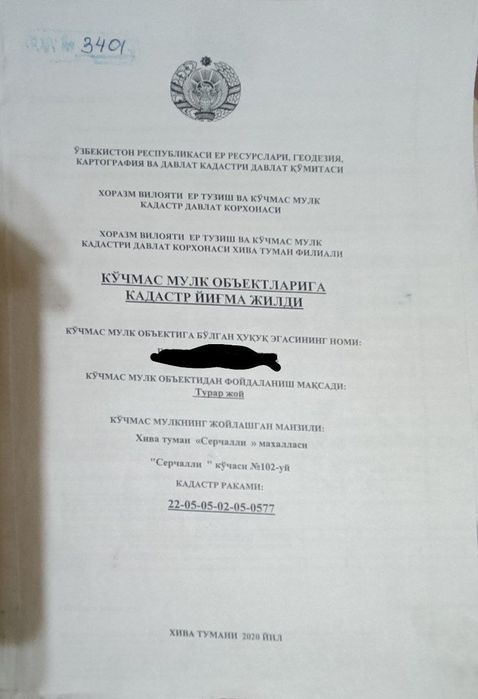 3401
ЎЗБЕКИСТОН РЕСПУБЛИКАСИ ЕР РЕСУРСЛАРИ, ГЕОДЕЗИЯ,
КАРТОГРАФИЯ ВА ДАВЛАТ КАДАСТРИ ДАВЛАТ ҚЎМИТАСИ
ХОРАЗМ ВИЛОЯТИ ЕР ТУЗИШ ВА КЎЧМАС МУЛК
КАДАСТР ДАВЛАТ КОРХОНАСИ
ХОРАЗМ ВИЛОЯТИ ЕР ТУЗИШ ВА КЎЧМАС МУЛК
КАДАСТРИ ДАВЛАТ КОРХОНАСИ ХИВА ТУМАН ФИЛИАЛИ
КЎЧМАС МУЛК ОБЪЕКТЛАРИГА
КАДАСТР ЙИҒМА ЖИЛДИ
КЎЧМАС МУЛК ОБЪЕКТИГА БЎЛГАН ҲУҚУҚ ЭГАСИНИНГ НОМИ:
КЎЧМАС МУЛК ОБЪЕКТИДАН ФОЙДАЛАНИШ МАҚСАДИ:
Турар жой
КЎЧМАС МУЛКНИНГ ЖОЙЛАШГАН МАНЗИЛИ:
Хива туман «Серчалли » махалласи
"Серчалли " кўчаси №102-уй
КАДАСТР РАКАМИ:
22-05-05-02-05-0577
ХИВА ТУМАНИ 2020 ЙИЛ